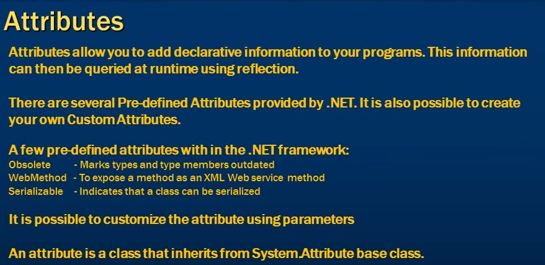 Attributes
Attributes allow you to add declarative information to your programs. This information
can then be queried at runtime using reflection.
There are several Pre-defined Attributes provided by .NET. It is also possible to create
your own Custom Attributes.
A few pre-defined attributes with in the .NET framework:
Obsolete - Marks types and type members outdated
WebMethod - To expose a method as an XML Web service method
Serializable - Indicates that a class can be serialized
It is possible to customize the attribute using parameters
An attribute is a class that inherits from System.Attribute base class.